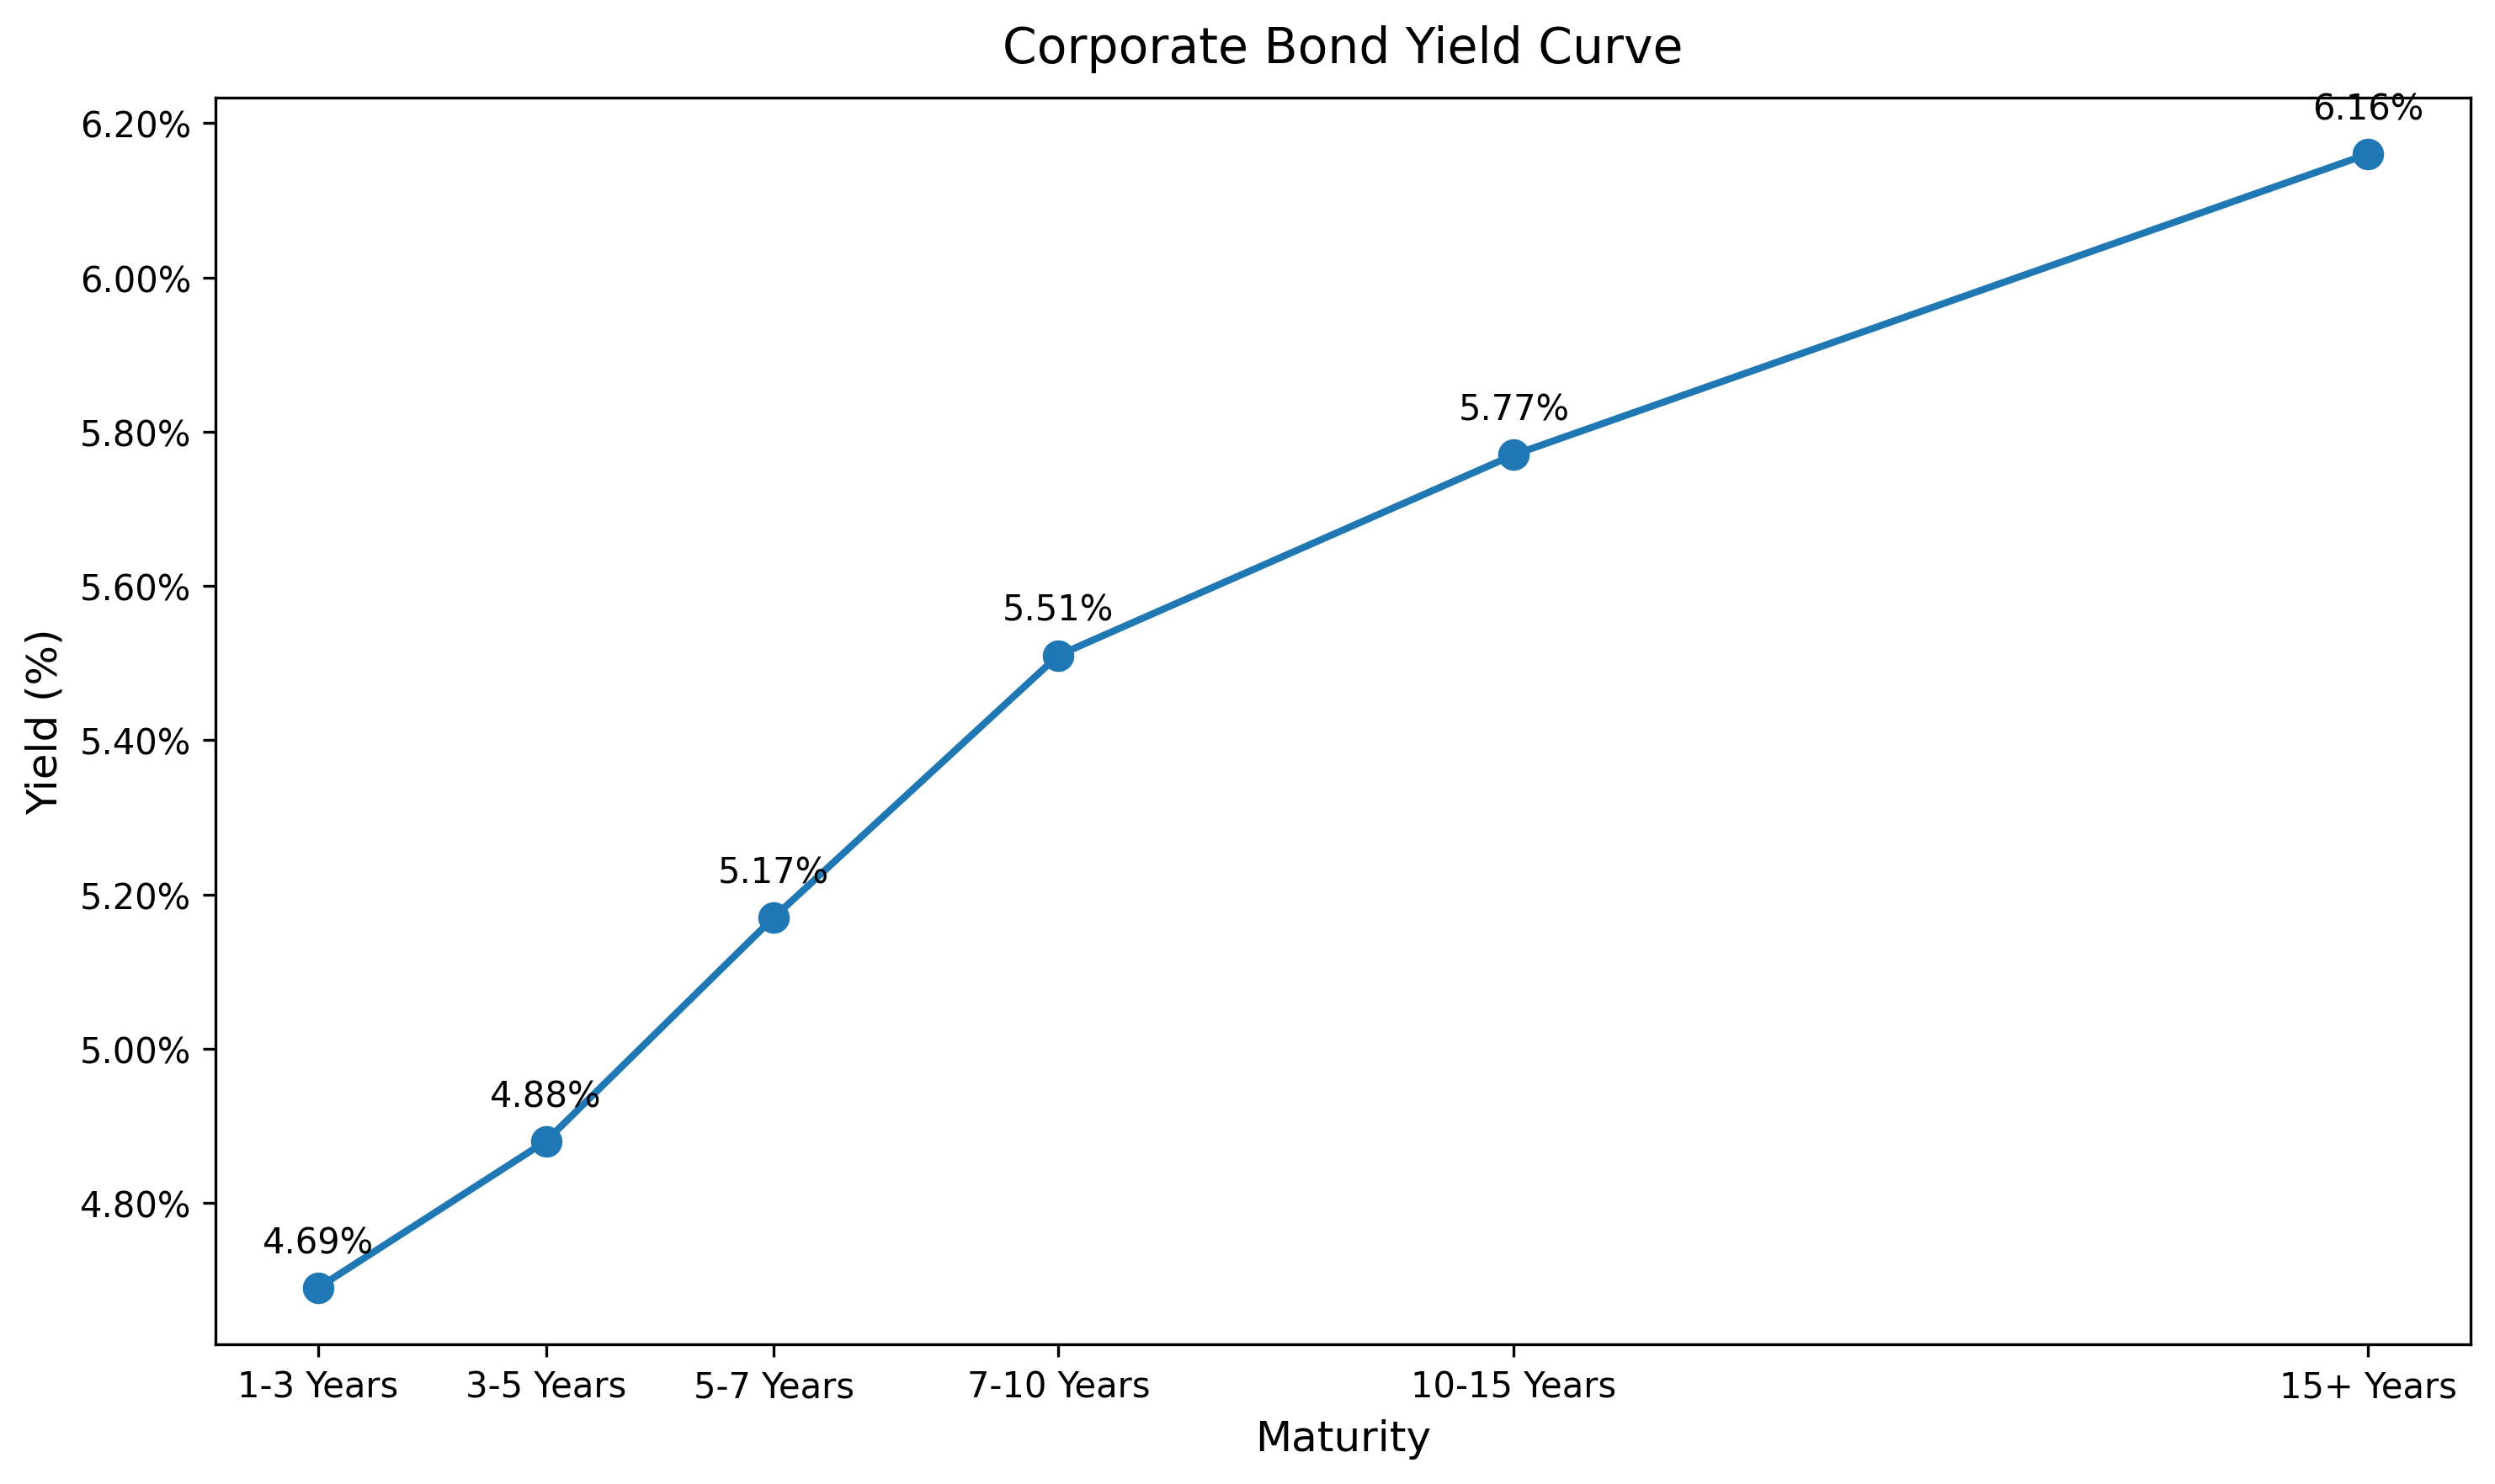 Corporate Bond Yield Curve
6.20%
6.00%
5.80%
5.60%
5.40%
5.20%
5.00%
4.80%
Yield (%)
4.69%
4.88%
5.17%
5.51%
5.77%
6.16%
1-3 Years
3-5 Years
5-7 Years
7-10 Years
10-15 Years
15+ Years
Maturity